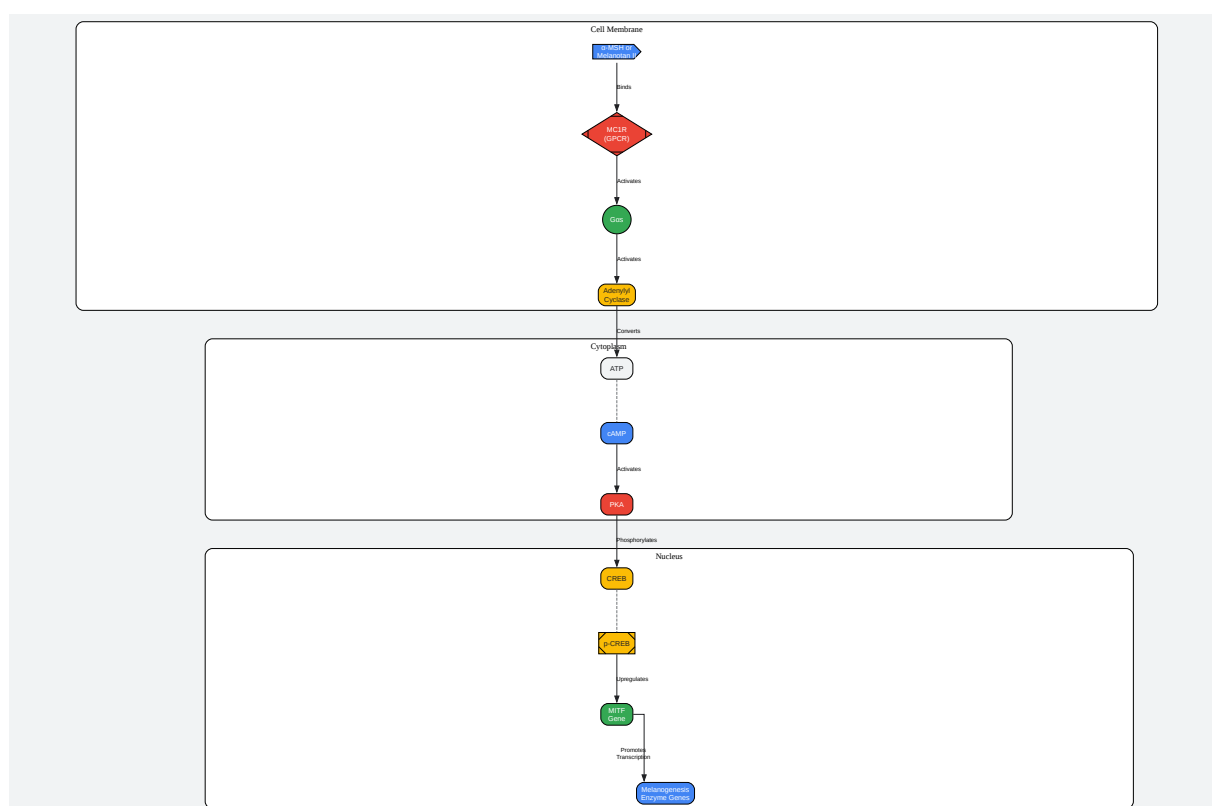 Cell Membrane
α-MSH or
Melanotan II
Binds
MC1R
(GPCR)
Activates
Gαs
Activates
Adenylyl
Cyclase
Converts
Cytoplasm
ATP
cAMP
Activates
PKA
Phosphorylates
Nucleus
CREB
p-CREB
Upregulates
MITF
Gene
Promotes
Transcription
Melanogenesis
Enzyme Genes